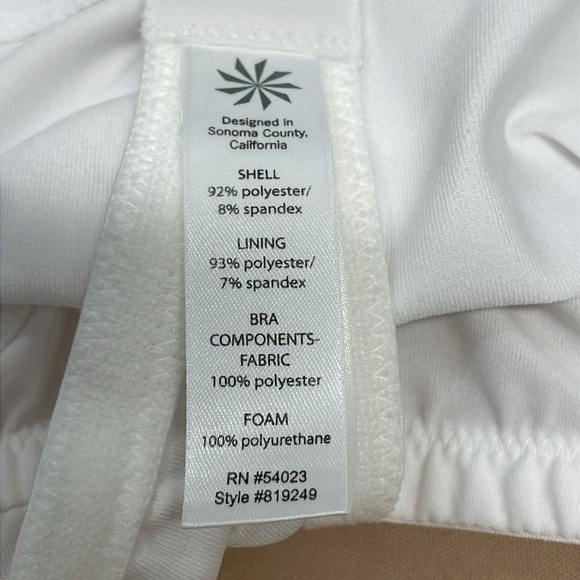 Designed in
Sonoma County,
California
SHELL
92% polyester/
8% spandex
LINING
93% polyester/
7% spandex
BRA
COMPONENTS-
FABRIC
100% polyester
FOAM
100% polyurethane
RN #54023
Style #819249